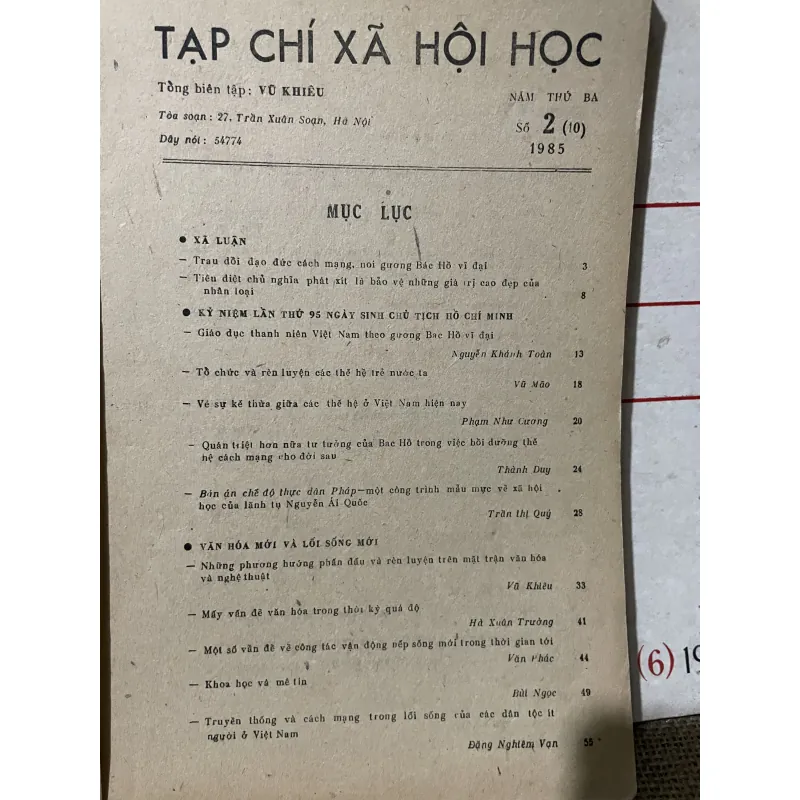 TẠP CHÍ XÃ HỘI HỌC
Tổng biên tập: VŨ KHIÊU
NĂM THỨ BA
Tòa soạn: 27, Trần Xuân Soạn, Hà Nội
Số 2 (10)
Dây nói: 54774
1985
MỤC LỤC
● XÃ LUẬN
— Trau dồi đạo đức cách mạng, noi gương Bác Hồ vĩ đại 3
— Tiêu diệt chủ nghĩa phát xít là bảo vệ những giá trị cao đẹp của
nhân loại 8
● KỶ NIỆM LẦN THỨ 95 NGÀY SINH CHỦ TỊCH HỒ CHÍ MINH
— Giáo dục thanh niên Việt Nam theo gương Bác Hồ vĩ đại
Nguyễn Khánh Toàn 13
— Tổ chức và rèn luyện các thế hệ trẻ nước ta
Vũ Mão 18
— Về sự kế thừa giữa các thế hệ ở Việt Nam hiện nay
Phạm Như Cương 20
— Quán triệt hơn nữa tư tưởng của Bác Hồ trong việc bồi dưỡng thế
hệ cách mạng cho đời sau
Thành Duy 24
— Bản án chế độ thực dân Pháp—một công trình mẫu mực về xã hội
học của lãnh tụ Nguyễn Ái Quốc
Trần thị Quý 28
● VĂN HÓA MỚI VÀ LỐI SỐNG MỚI
— Những phương hướng phấn đấu và rèn luyện trên mặt trận văn hóa
và nghệ thuật
Vũ Khiêu 33
— Mấy vấn đề văn hóa trong thời kỳ quá độ
Hà Xuân Trường 41
— Một số vấn đề về công tác vận động nếp sống mới trong thời gian tới
Văn Phác 44
— Khoa học và mê tín
Bùi Ngọc 49
— Truyền thống và cách mạng trong lối sống của các dân tộc ít
người ở Việt Nam
Đặng Nghiêm Vạn 55
(6) 19